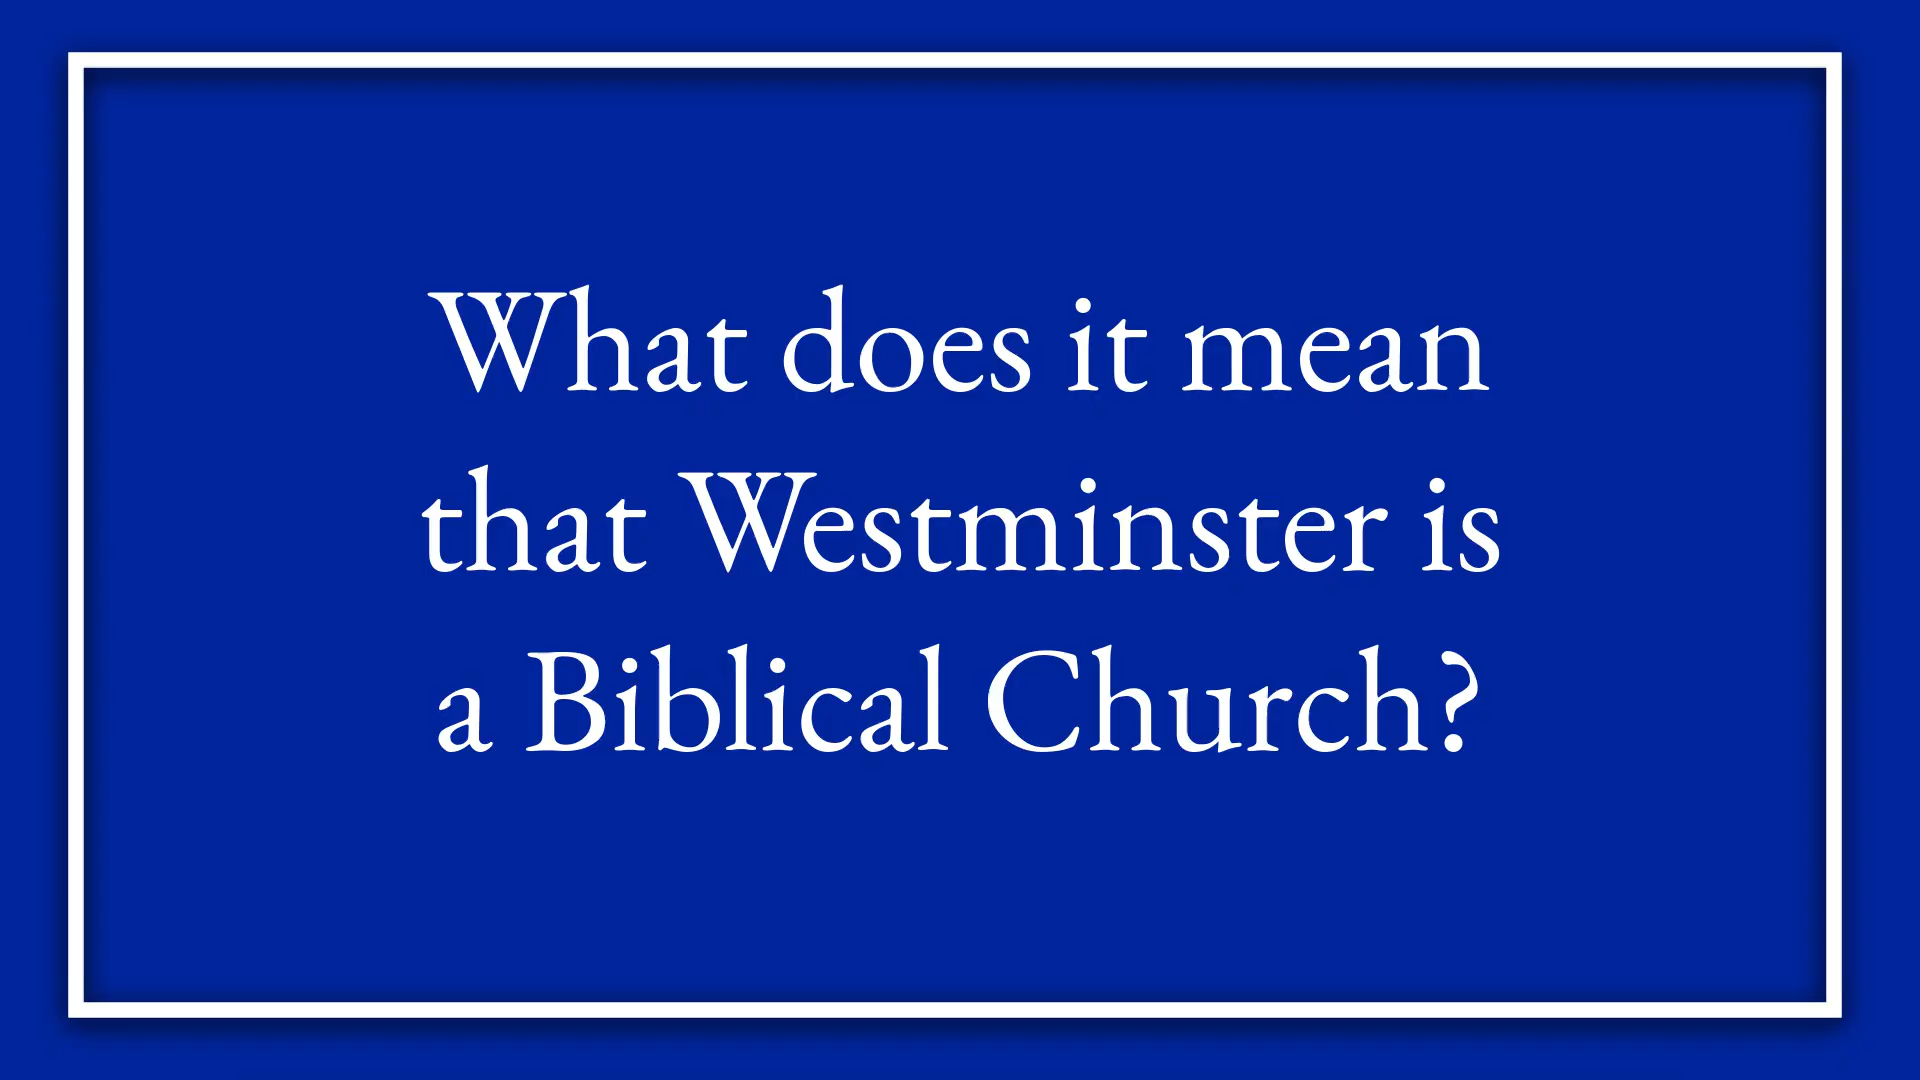 What does it mean
that Westminster is
a Biblical Church?